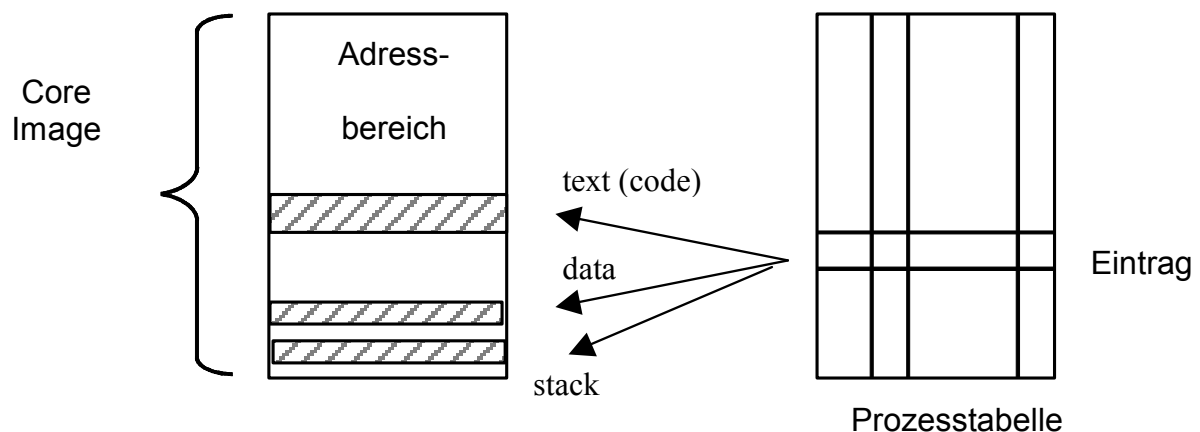 Core
Image
Adress-
bereich
text (code)
data
stack
Eintrag
Prozesstabelle